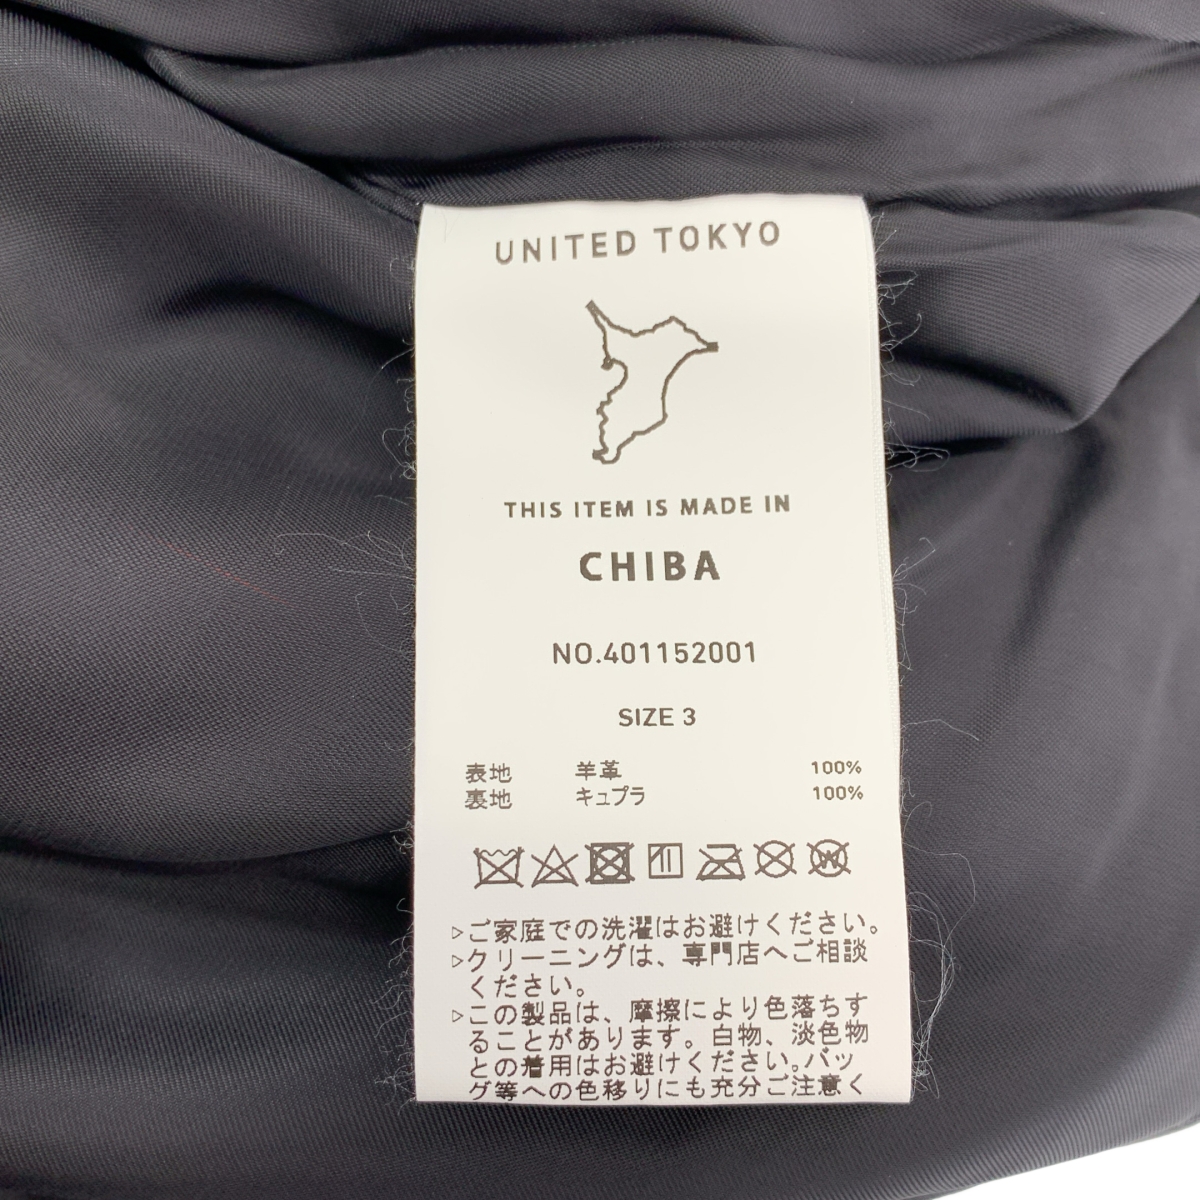 UNITED TOKYO
THIS ITEM IS MADE IN
CHIBA
NO.401152001
SIZE 3
表地 羊革 100%
裏地 キュプラ 100%
▷ご家庭での洗濯はお避けください。
▷クリーニングは、専門店へご相談
ください。
▷この製品は、摩擦により色落ちす
ることがあります。白物、淡色物
との着用はお避けください。バッ
グ等への色移りにも充分ご注意く